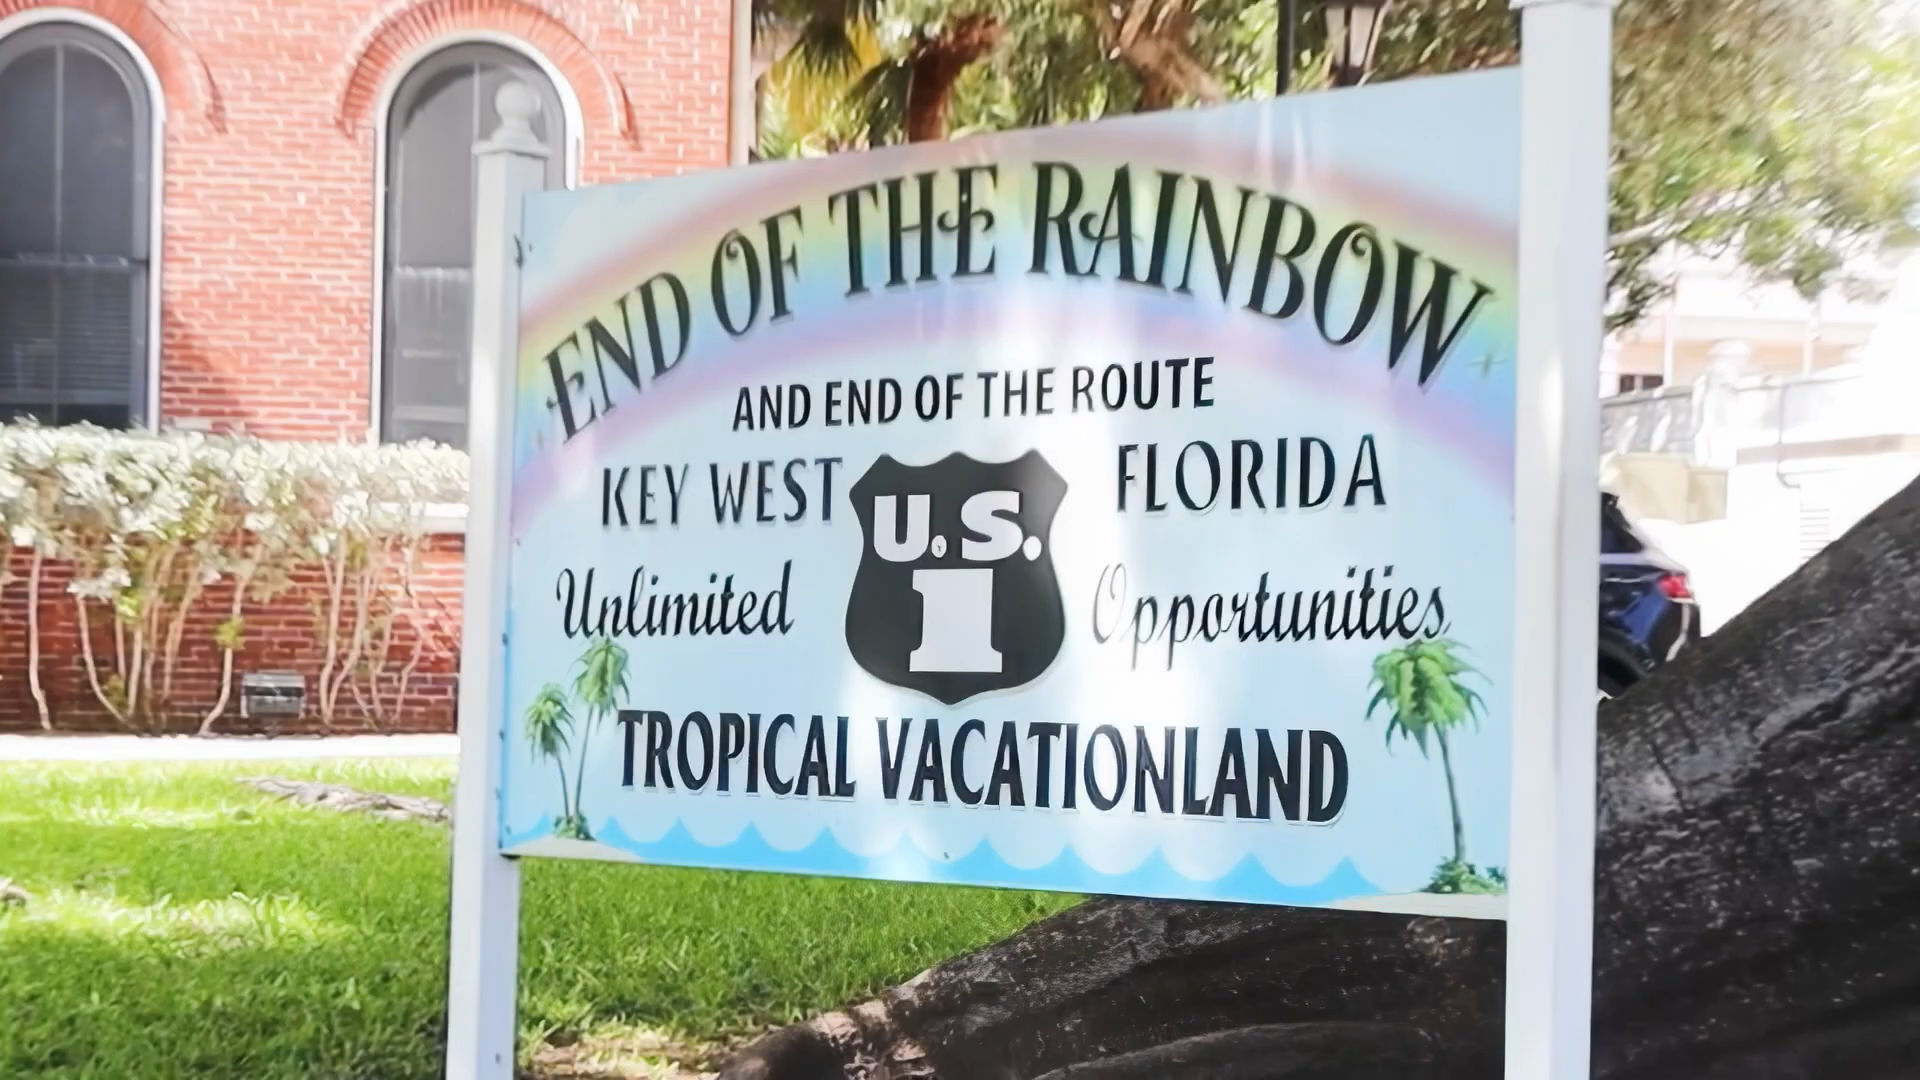 END OF THE RAINBOW
AND END OF THE ROUTE
KEY WEST FLORIDA
U.S.
1
Unlimited Opportunities
TROPICAL VACATIONLAND